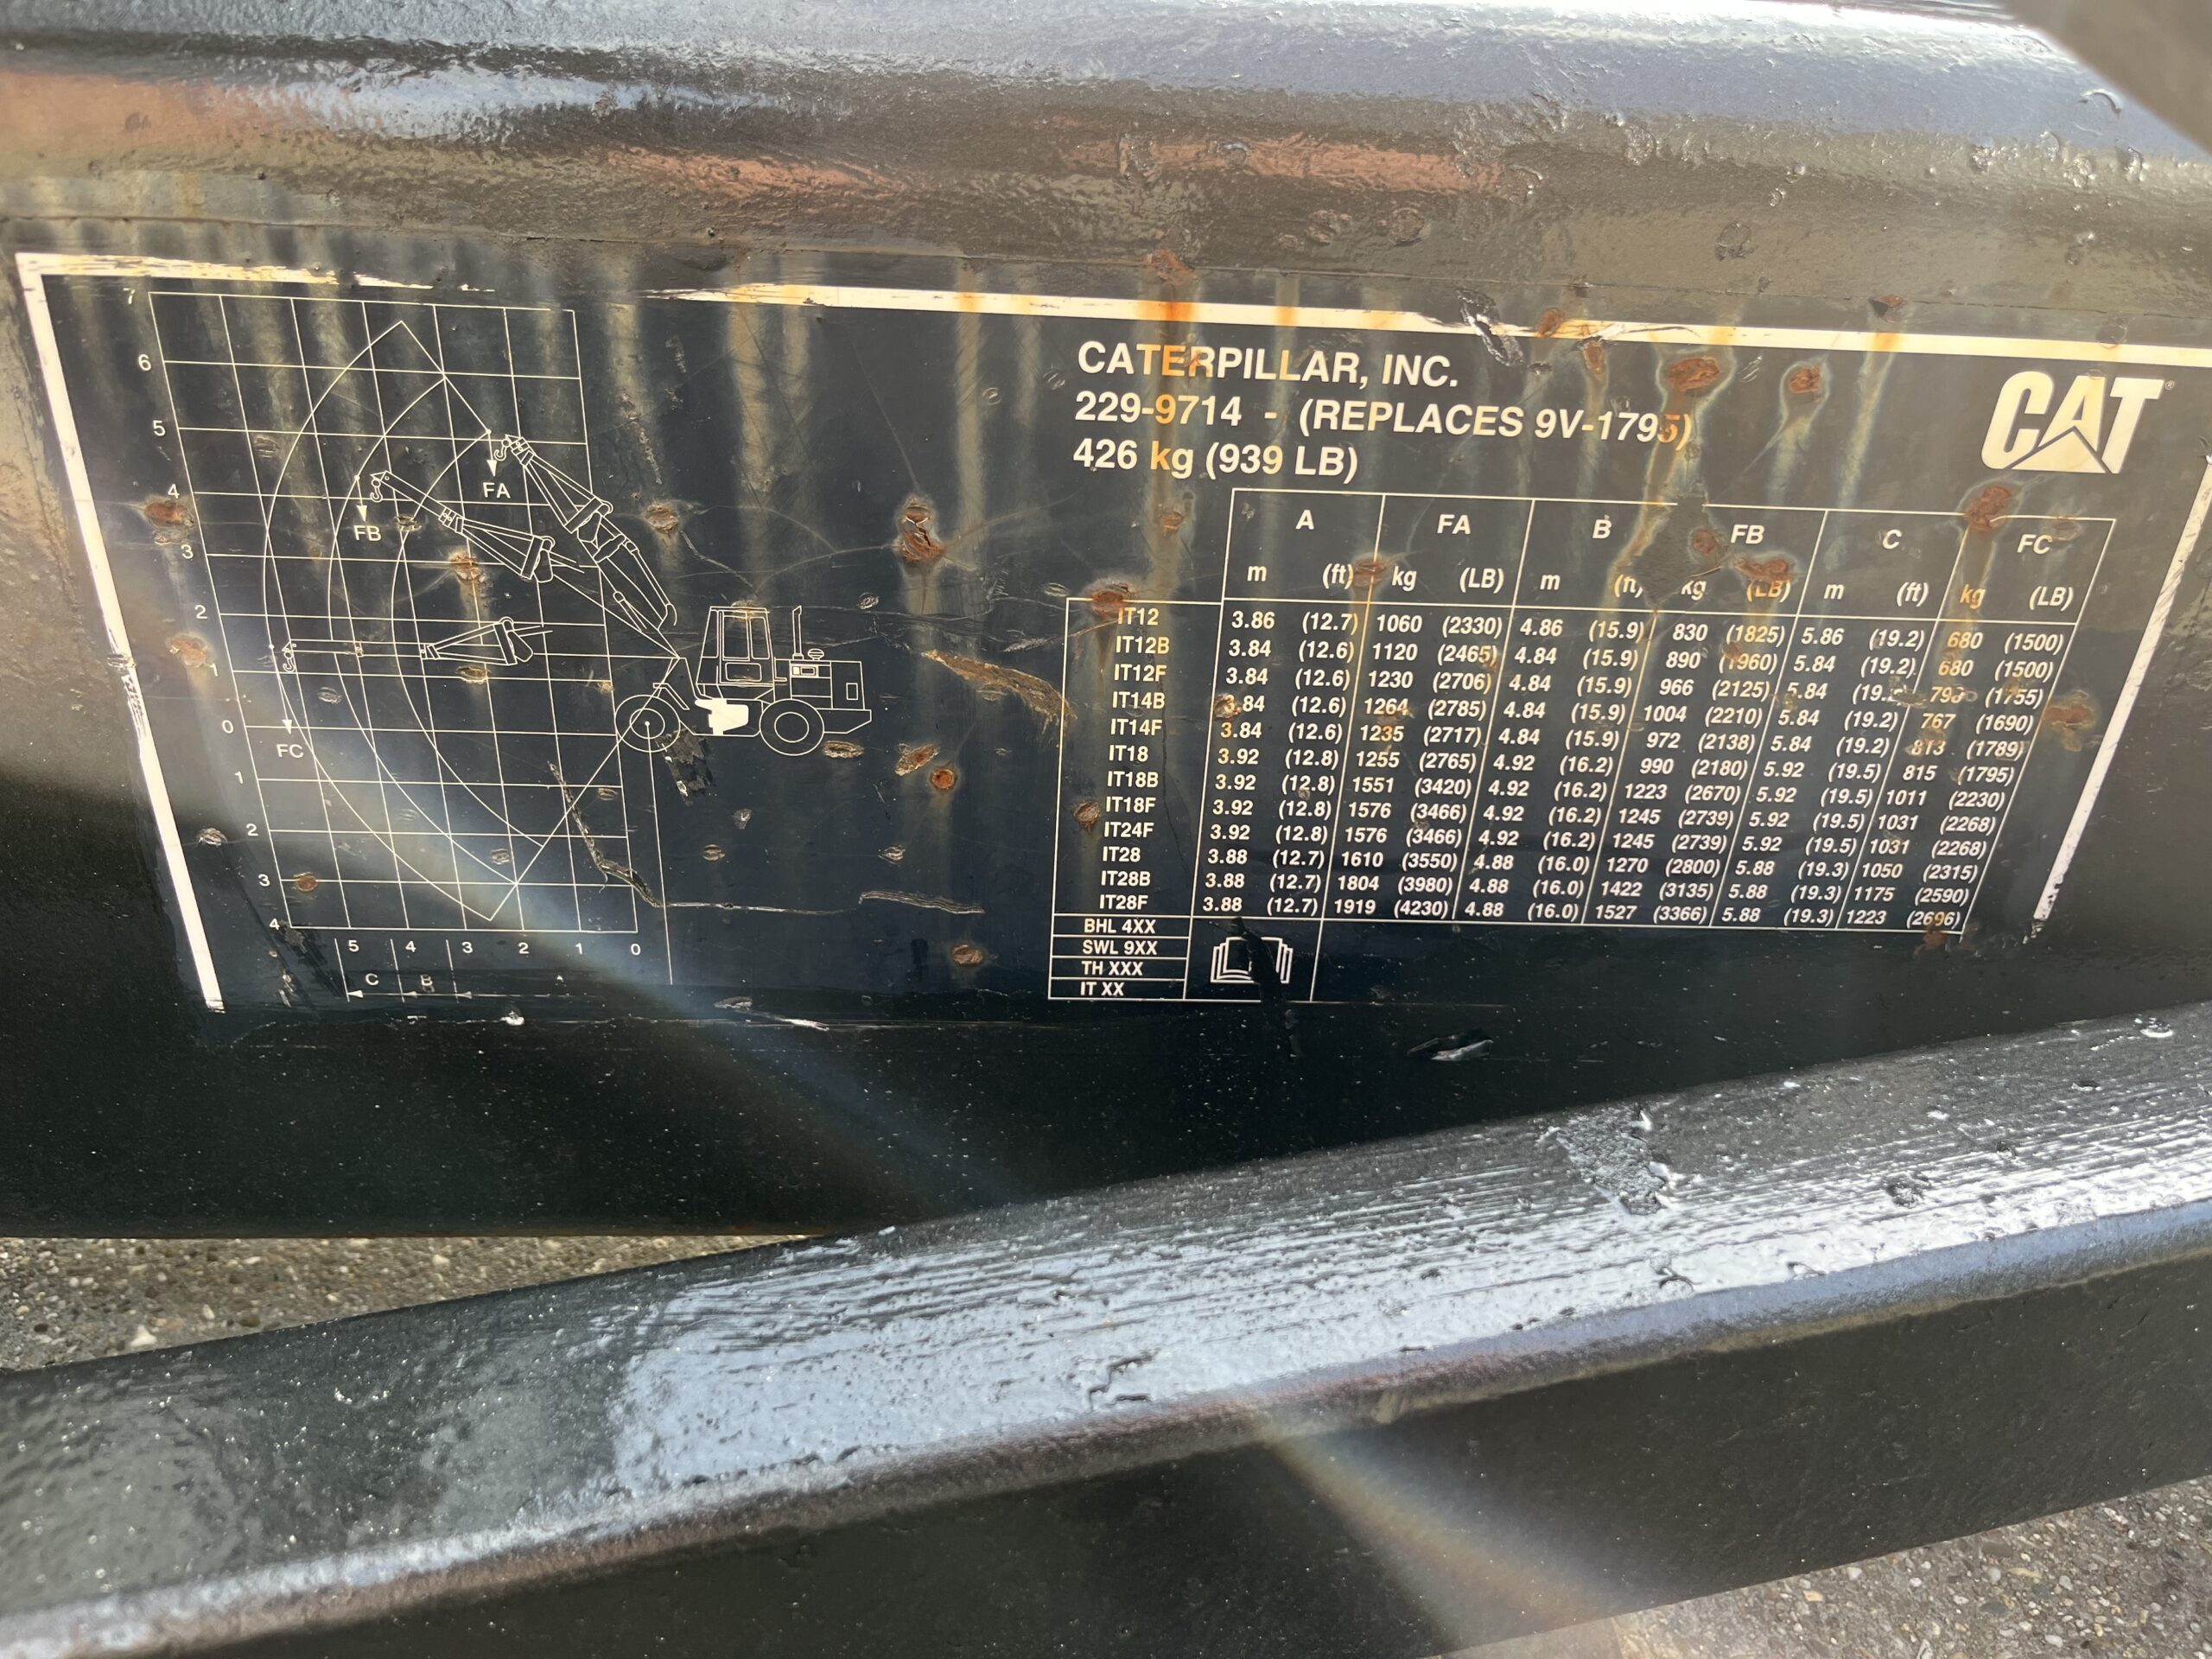 CATERPILLAR, INC.
229-9714 - (REPLACES 9V-1795)
426 kg (939 LB)
CAT
7
6
5
4
3
2
1
0
1
2
3
4
FA
FB
FC
5 4 3 2 1 0
C B A
A FA B FB C FC
m (ft) kg (LB) m (ft) kg (LB) m (ft) kg (LB)
IT12 3.86 (12.7) 1060 (2330) 4.86 (15.9) 830 (1825) 5.86 (19.2) 680 (1500)
IT12B 3.84 (12.6) 1120 (2465) 4.84 (15.9) 890 (1960) 5.84 (19.2) 680 (1500)
IT12F 3.84 (12.6) 1230 (2706) 4.84 (15.9) 966 (2125) 5.84 (1755)
IT14B 3.84 (12.6) 1264 (2785) 4.84 (15.9) 1004 (2210) 5.84 (19.2) 767 (1690)
IT14F 3.84 (12.6) 1235 (2717) 4.84 (15.9) 972 (2138) 5.84 (19.2) 813 (1789)
IT18 3.92 (12.8) 1255 (2765) 4.92 (16.2) 990 (2180) 5.92 (19.5) 815 (1795)
IT18B 3.92 (12.8) 1551 (3420) 4.92 (16.2) 1223 (2670) 5.92 (19.5) 1011 (2230)
IT18F 3.92 (12.8) 1576 (3466) 4.92 (16.2) 1245 (2739) 5.92 (19.5) 1031 (2268)
IT24F 3.92 (12.8) 1576 (3466) 4.92 (16.2) 1245 (2739) 5.92 (19.5) 1031 (2268)
IT28 3.88 (12.7) 1610 (3550) 4.88 (16.0) 1270 (2800) 5.88 (19.3) 1050 (2315)
IT28B 3.88 (12.7) 1804 (3980) 4.88 (16.0) 1422 (3135) 5.88 (19.3) 1175 (2590)
IT28F 3.88 (12.7) 1919 (4230) 4.88 (16.0) 1527 (3366) 5.88 (19.3) 1223 (2696)
BHL 4XX
SWL 9XX
TH XXX
IT XX